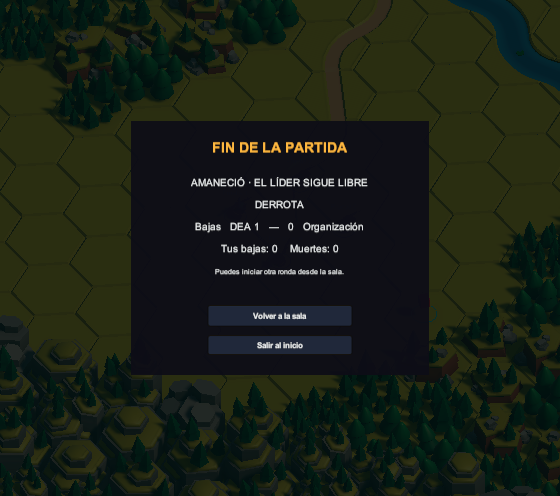 FIN DE LA PARTIDA
AMANECIÓ · EL LÍDER SIGUE LIBRE
DERROTA
Bajas DEA 1 — 0 Organización
Tus bajas: 0 Muertes: 0
Puedes iniciar otra ronda desde la sala.
Volver a la sala
Salir al inicio